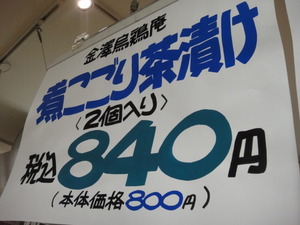 金澤烏鶏庵
煮こごり茶漬け
〈2個入り〉
税込840円
(本体価格800円)